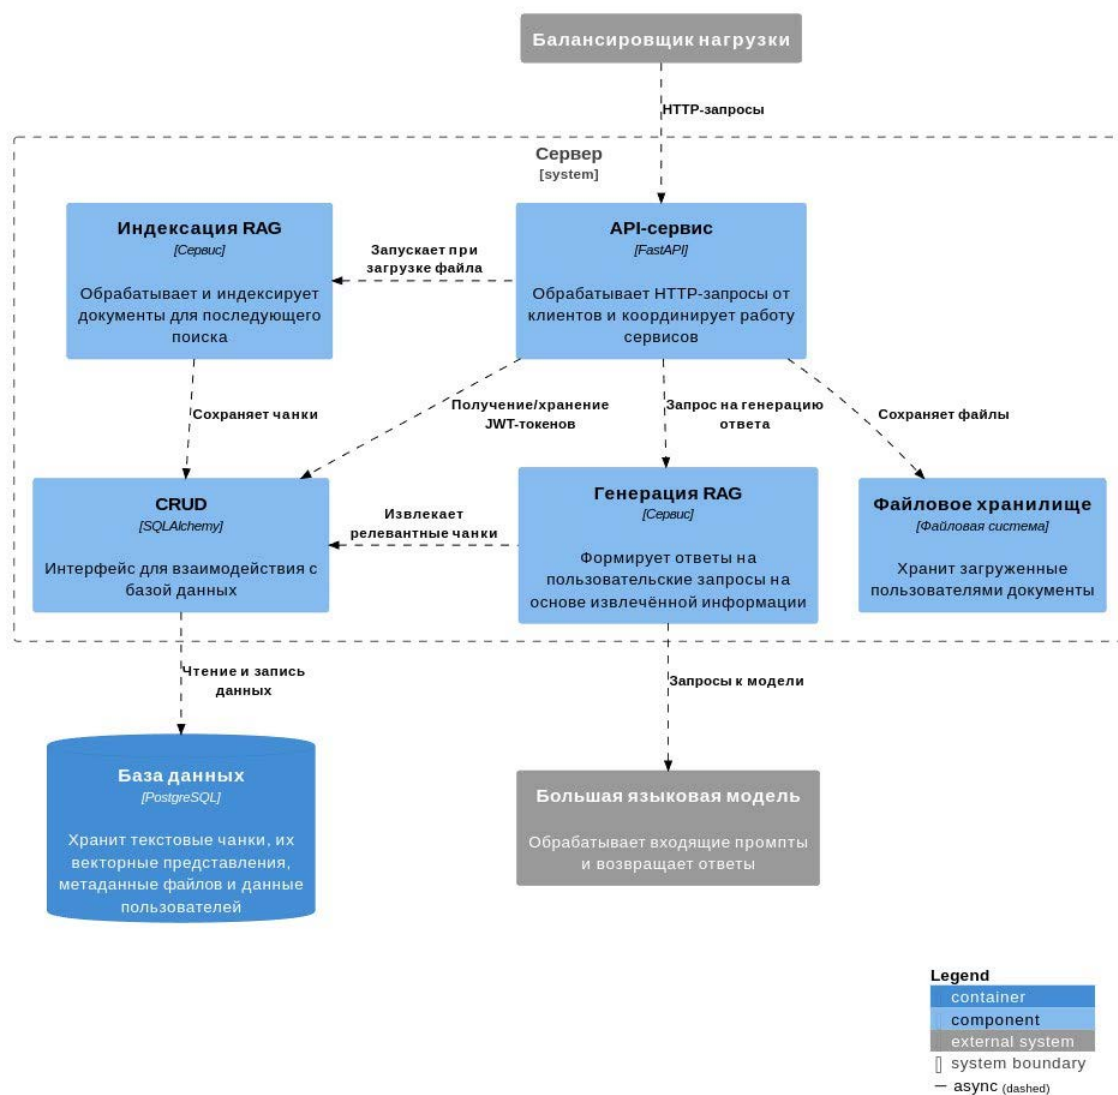 Балансировщик нагрузки
HTTP-запросы
Сервер
[system]
Индексация RAG
[Сервис]
Обрабатывает и индексирует
документы для последующего
поиска
Запускает при
загрузке файла
API-сервис
[FastAPI]
Обрабатывает HTTP-запросы от
клиентов и координирует работу
сервисов
Сохраняет чанки
Получение/хранение
JWT-токенов
Запрос на генерацию
ответа
Сохраняет файлы
CRUD
[SQLAlchemy]
Интерфейс для взаимодействия с
базой данных
Извлекает
релевантные чанки
Генерация RAG
[Сервис]
Формирует ответы на
пользовательские запросы на
основе извлечённой информации
Файловое хранилище
[Файловая система]
Хранит загруженные
пользователями документы
Чтение и запись
данных
Запросы к модели
База данных
[PostgreSQL]
Хранит текстовые чанки, их
векторные представления,
метаданные файлов и данные
пользователей
Большая языковая модель
Обрабатывает входящие промпты
и возвращает ответы
Legend
container
component
external system
system boundary
async (dashed)